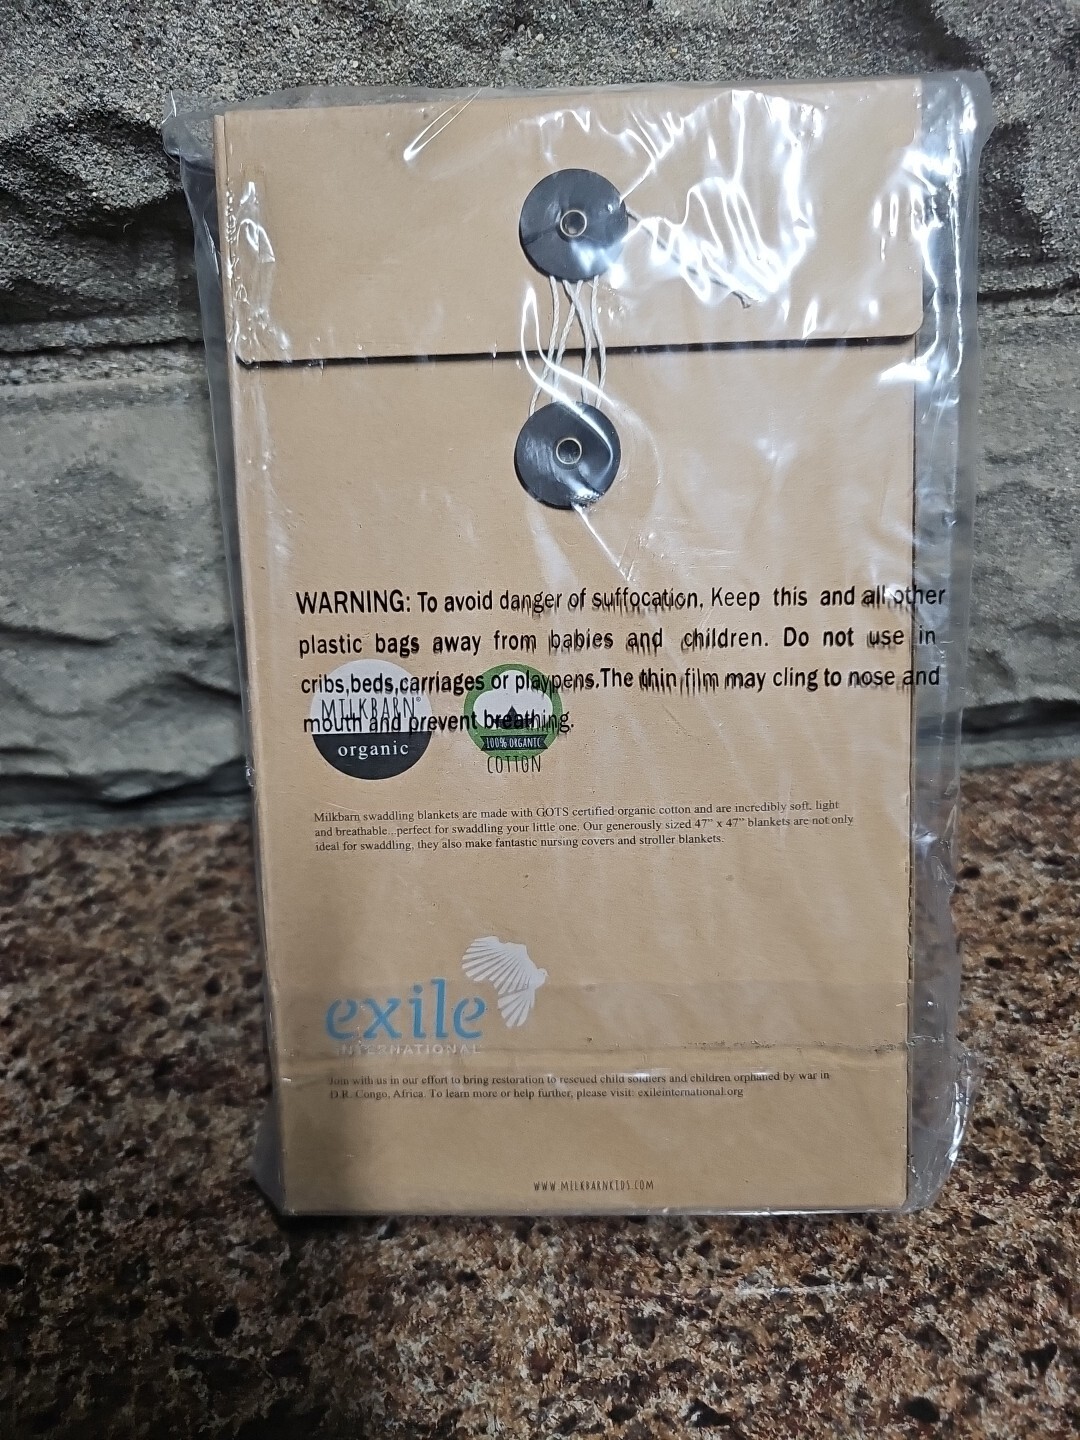 WARNING: To avoid danger of suffocation, Keep this and all other
plastic bags away from babies and children. Do not use in
cribs,beds,carriages or playpens.The thin film may cling to nose and
mouth and prevent breathing.
MILKBARN®
organic
100% ORGANIC
COTTON
Milkbarn swaddling blankets are made with GOTS certified organic cotton and are incredibly soft, light
and breathable...perfect for swaddling your little one. Our generously sized 47" x 47" blankets are not only
ideal for swaddling, they also make fantastic nursing covers and stroller blankets.
exile
INTERNATIONAL
Join with us in our effort to bring restoration to rescued child soldiers and children orphaned by war in
D.R. Congo, Africa. To learn more or help further, please visit: exileinternational.org
WWW.MILKBARNKIDS.COM